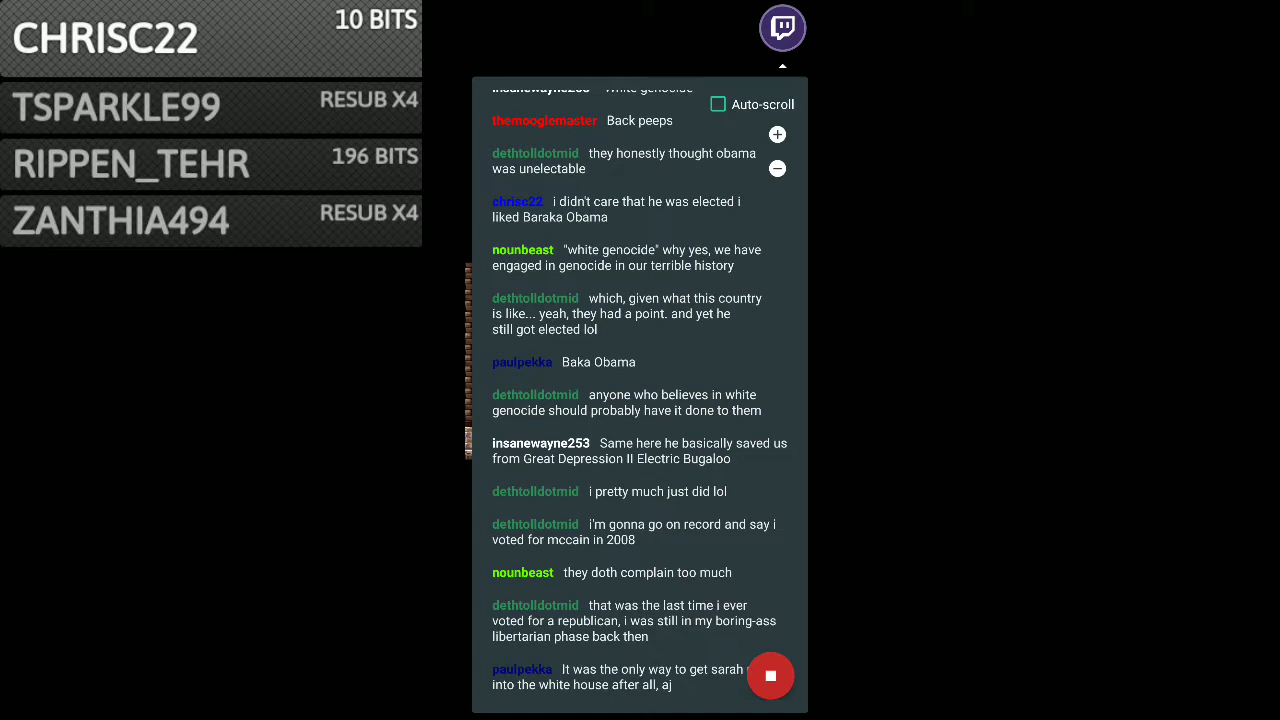 CHRISC22
10 BITS
TSPARKLE99
RESUB X4
RIPPEN_TEHR
196 BITS
ZANTHIA494
RESUB X4
Auto-scroll
themooglemaster Back peeps
dethtolldotmid they honestly thought obama
was unelectable
chrisc22 i didn't care that he was elected i
liked Baraka Obama
nounbeast "white genocide" why yes, we have
engaged in genocide in our terrible history
dethtolldotmid which, given what this country
is like... yeah, they had a point. and yet he
still got elected lol
paulpekka Baka Obama
dethtolldotmid anyone who believes in white
genocide should probably have it done to them
insanewayne253 Same here he basically saved us
from Great Depression II Electric Bugaloo
dethtolldotmid i pretty much just did lol
dethtolldotmid i'm gonna go on record and say i
voted for mccain in 2008
nounbeast they doth complain too much
dethtolldotmid that was the last time i ever
voted for a republican, i was still in my boring-ass
libertarian phase back then
paulpekka It was the only way to get sarah
into the white house after all, aj